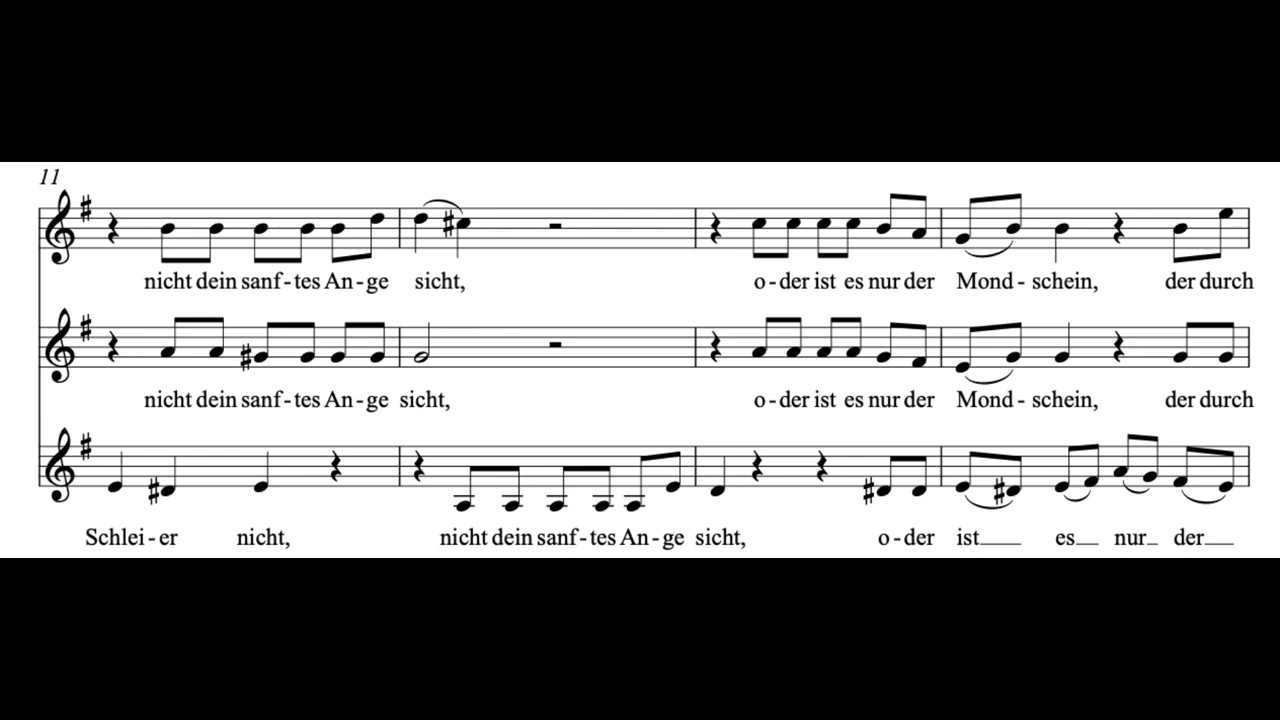 11
nicht dein sanf-tes An-ge sicht, o-der ist es nur der Mond-schein, der durch
nicht dein sanf-tes An-ge sicht, o-der ist es nur der Mond-schein, der durch
Schlei-er nicht, nicht dein sanf-tes An-ge sicht, o-der ist es nur der